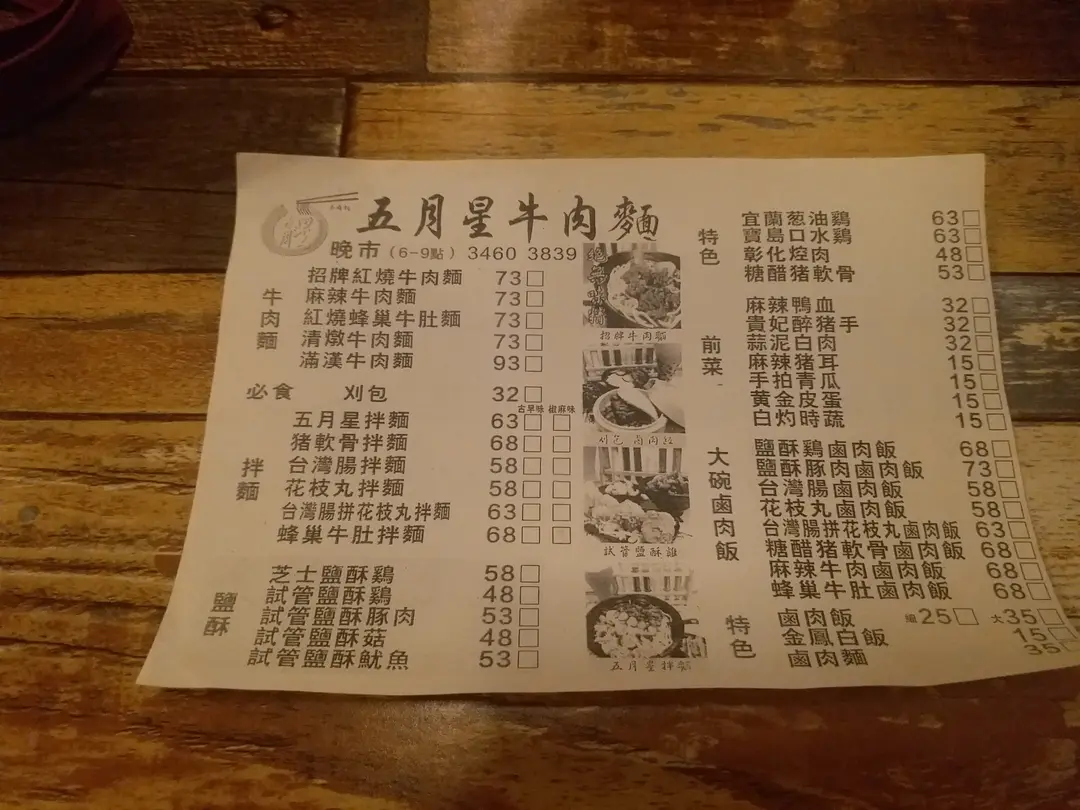 五月星牛肉麵
晚市(6-9點) 3460 3839
牛肉麵
招牌紅燒牛肉麵 73
麻辣牛肉麵 73
紅燒蜂巢牛肚麵 73
清燉牛肉麵 73
滿漢牛肉麵 93
必食 刈包 32
古早味 椒麻味
拌麵
五月星拌麵 63
豬軟骨拌麵 68
台灣腸拌麵 58
花枝丸拌麵 58
台灣腸拼花枝丸拌麵 63
蜂巢牛肚拌麵 68
鹽酥
芝士鹽酥鷄 58
試管鹽酥鷄 48
試管鹽酥豚肉 53
試管鹽酥菇 48
試管鹽酥魷魚 53
招牌牛肉麵
刈包
試管鹽酥雞
五月星拌麵
特色
宜蘭葱油鷄 63
寶島口水鷄 63
彰化焢肉 48
糖醋豬軟骨 53
前菜
麻辣鴨血 32
貴妃醉豬手 32
蒜泥白肉 32
麻辣豬耳 15
手拍青瓜 15
黄金皮蛋 15
白灼時蔬 15
大碗鹵肉飯
鹽酥鷄鹵肉飯 68
鹽酥豚肉鹵肉飯 73
台灣腸鹵肉飯 58
花枝丸鹵肉飯 58
台灣腸拼花枝丸鹵肉飯 63
糖醋豬軟骨鹵肉飯 68
麻辣牛肉鹵肉飯 68
蜂巢牛肚鹵肉飯 68
特色
鹵肉飯 細25 大35
金鳳白飯 15
鹵肉麵 35